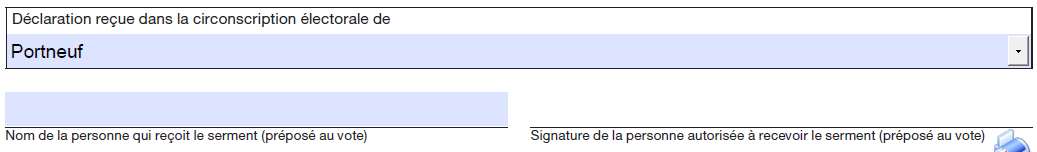 Déclaration reçue dans la circonscription électorale de
Portneuf
Nom de la personne qui reçoit le serment (préposé au vote)
Signature de la personne autorisée à recevoir le serment (préposé au vote)